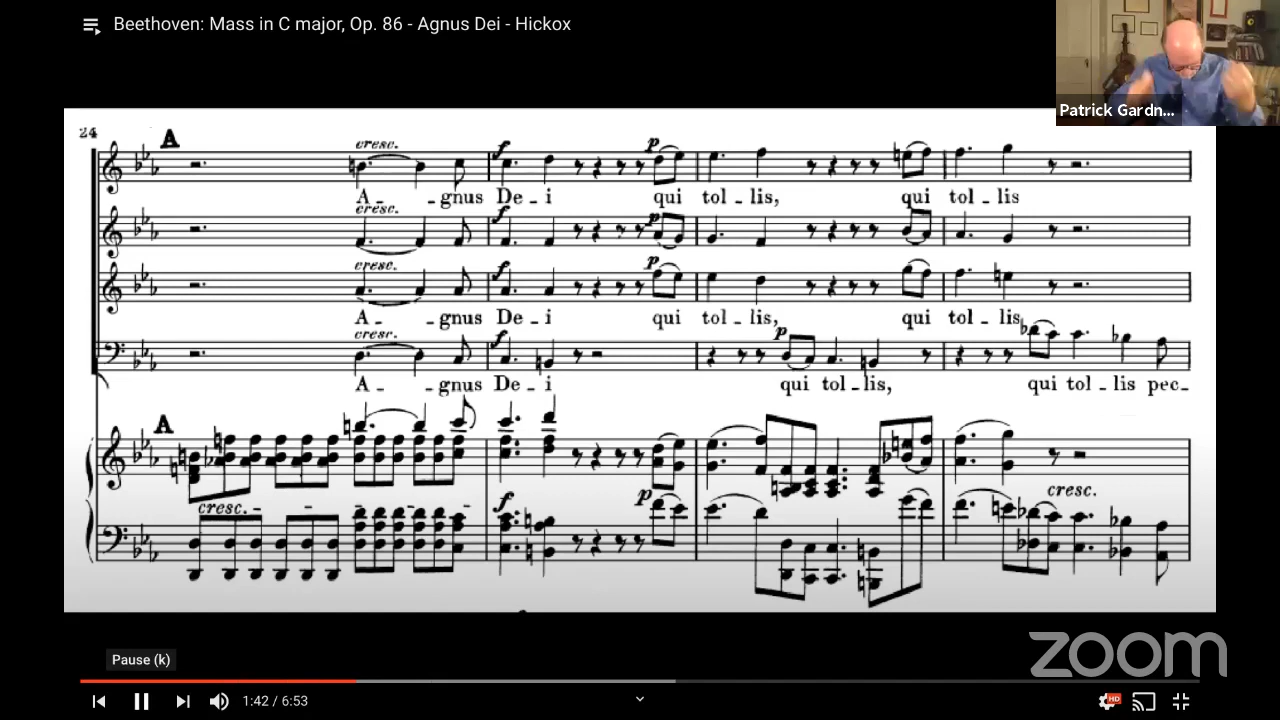 Beethoven: Mass in C major, Op. 86 - Agnus Dei - Hickox
Patrick Gardn...
24
A
cresc.
f
p
A - gnus De - i qui tol - lis, qui tol - lis
cresc.
f
p
cresc.
f
p
A - gnus De - i qui tol - lis, qui tol - lis,
cresc.
f
p
A - gnus De - i qui tol - lis, qui tol - lis pec-
A
cresc. - - - - -
f
p
cresc.
zoom
Pause (k)
1:42 / 6:53
HD